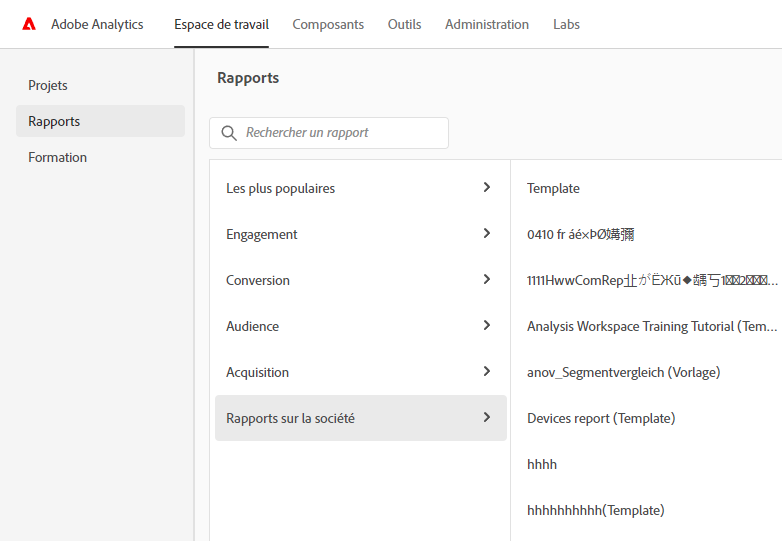 Adobe Analytics Espace de travail Composants Outils Administration Labs
Projets
Rapports
Formation
Rapports
Rechercher un rapport
Les plus populaires
Engagement
Conversion
Audience
Acquisition
Rapports sur la société
Template
0410 fr áé×ÞØ媾彌
Analysis Workspace Training Tutorial (Tem...
anov_Segmentvergleich (Vorlage)
Devices report (Template)
hhhh
hhhhhhhhhh(Template)